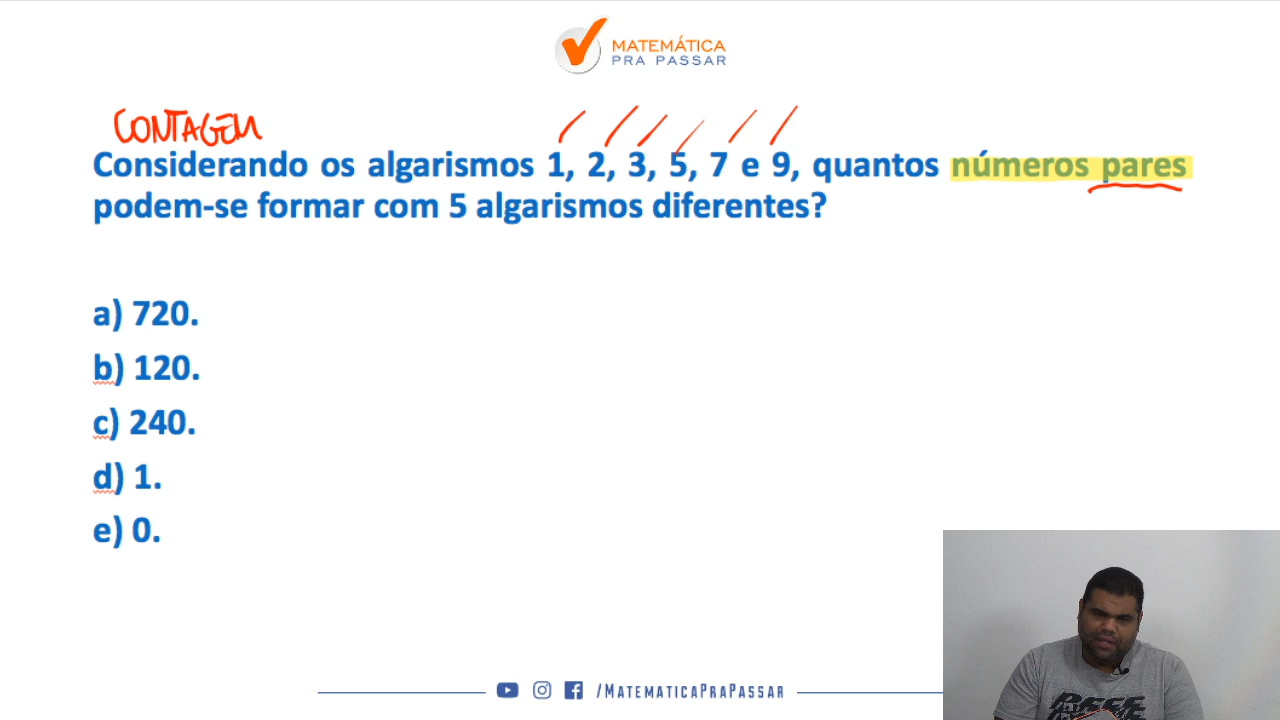 MATEMÁTICA
PRA PASSAR
CONTAGEM
Considerando os algarismos 1, 2, 3, 5, 7 e 9, quantos números pares
podem-se formar com 5 algarismos diferentes?
a) 720.
b) 120.
c) 240.
d) 1.
e) 0.
/MATEMATICAPRAPASSAR